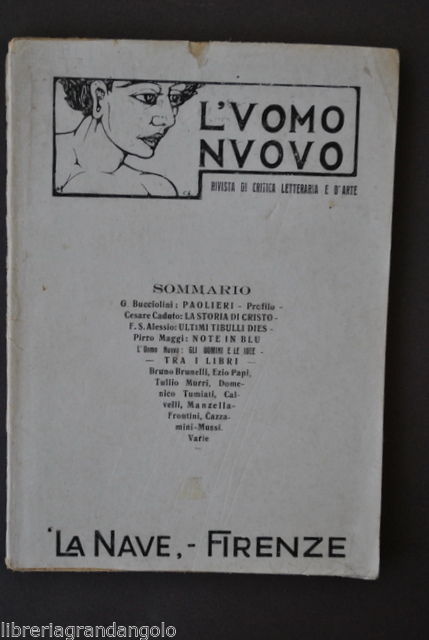 L'VOMO
NVOVO
RIVISTA DI CRITICA LETTERARIA E D'ARTE
SOMMARIO
G. Bucciolini: PAOLIERI - Profilo -
Cesare Caduto: LA STORIA DI CRISTO -
F. S. Alessio: ULTIMI TIBULLI DIES -
Pirro Maggi: NOTE IN BLU
L'Uomo Nuovo: GLI UOMINI E LE IDEE -
— TRA I LIBRI —
Bruno Brunelli, Ezio Papi,
Tullio Murri, Dome-
nico Tumiati, Cal-
velli, Manzella-
Frontini, Cazza-
mini-Mussi.
Varie
"LA NAVE„ - FIRENZE
libreriagrandangolo